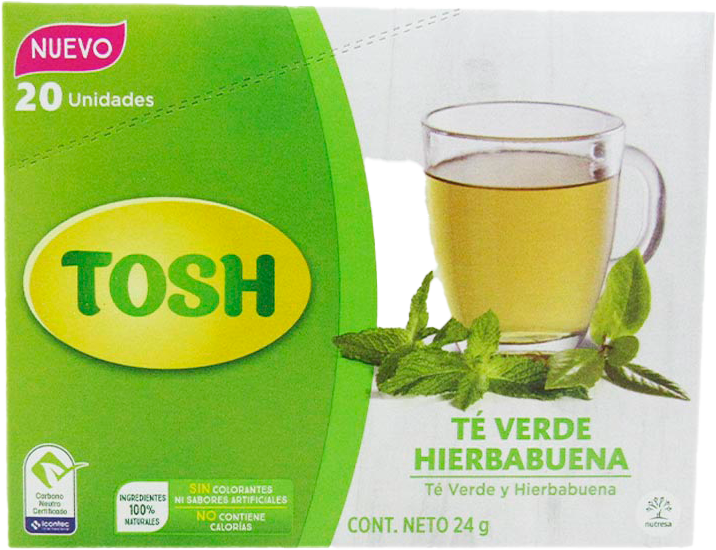 NUEVO
20 Unidades
TOSH
TÉ VERDE
HIERBABUENA
Té Verde y Hierbabuena
CONT. NETO 24 g
Carbono
Neutro
Certificado
icontec
INGREDIENTES
100%
NATURALES
SIN COLORANTES
NI SABORES ARTIFICIALES
NO CONTIENE
CALORÍAS
nutresa